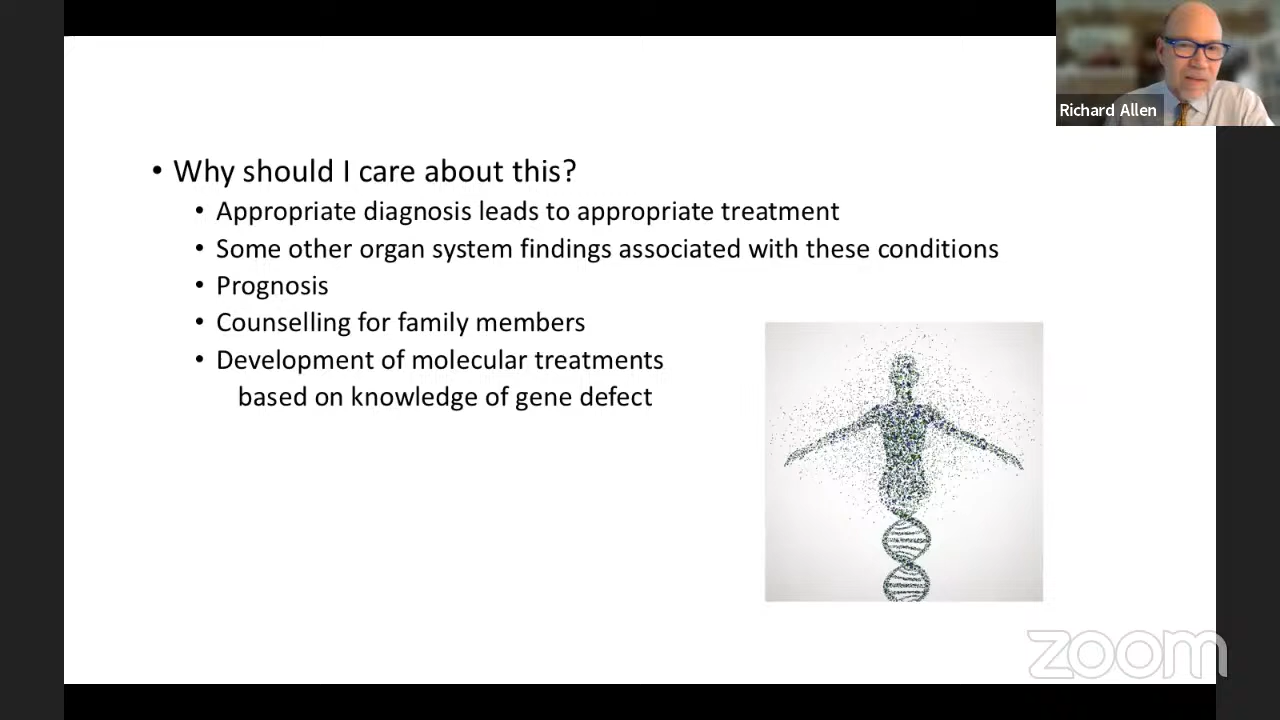 Richard Allen
• Why should I care about this?
• Appropriate diagnosis leads to appropriate treatment
• Some other organ system findings associated with these conditions
• Prognosis
• Counselling for family members
• Development of molecular treatments
based on knowledge of gene defect
zoom